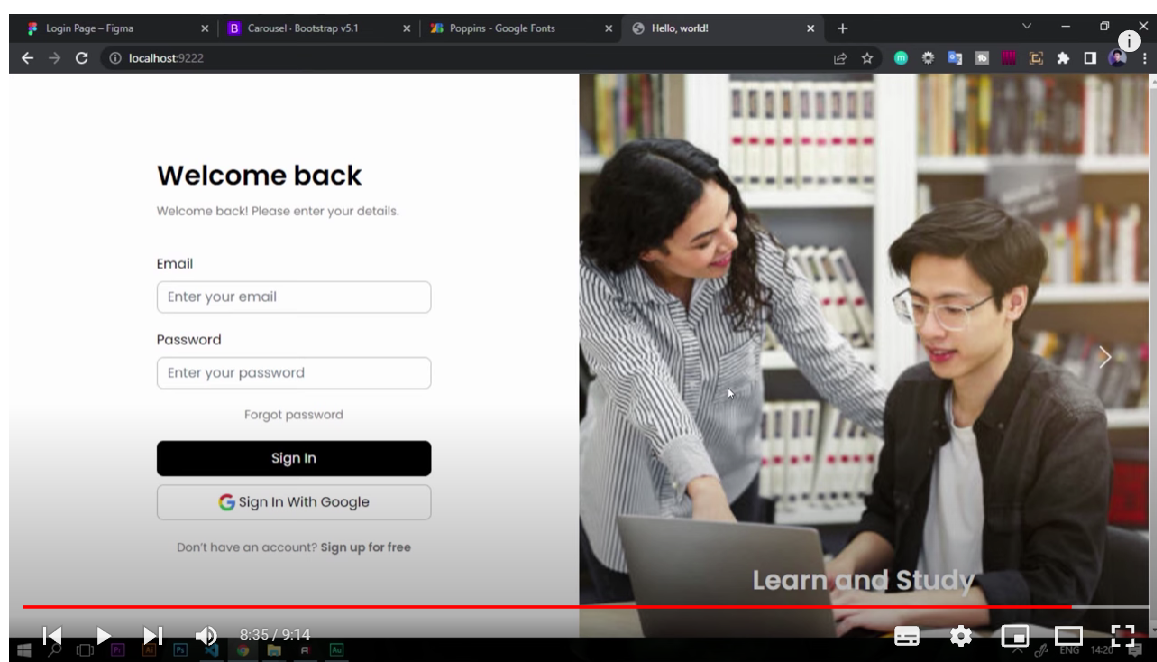 Login Page – Figma
Carousel · Bootstrap v5.1
Poppins - Google Fonts
Hello, world!
localhost:9222
Welcome back
Welcome back! Please enter your details.
Email
Enter your email
Password
Enter your password
Forgot password
Sign In
Sign In With Google
Don't have an account? Sign up for free
Learn and Study
8:35 / 9:14
ENG 14:20